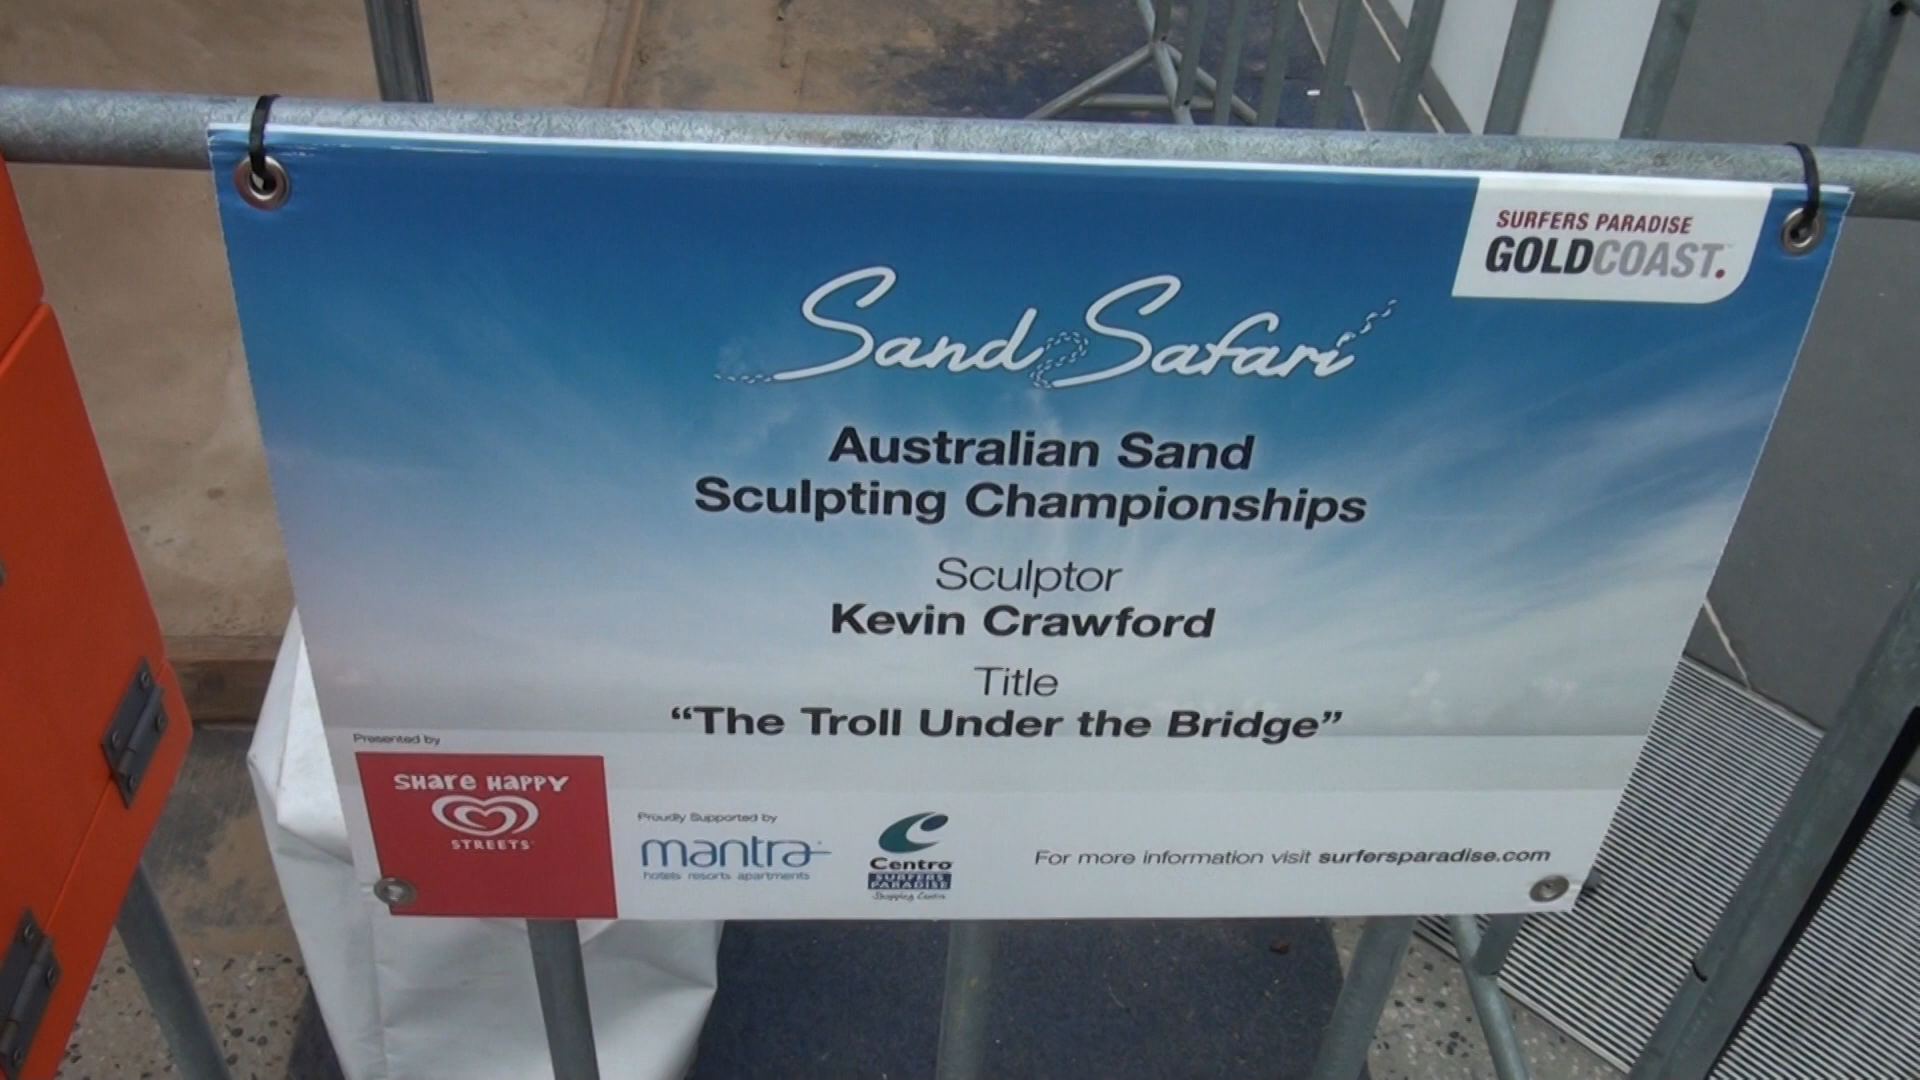 SURFERS PARADISE
GOLDCOAST.
Sand Safari
Australian Sand
Sculpting Championships
Sculptor
Kevin Crawford
Title
“The Troll Under the Bridge”
Presented by
SHARE HAPPY
STREETS
Proudly Supported by
mantra
hotels resorts apartments
Centro
SURFERS
PARADISE
Shopping Centre
For more information visit surfersparadise.com